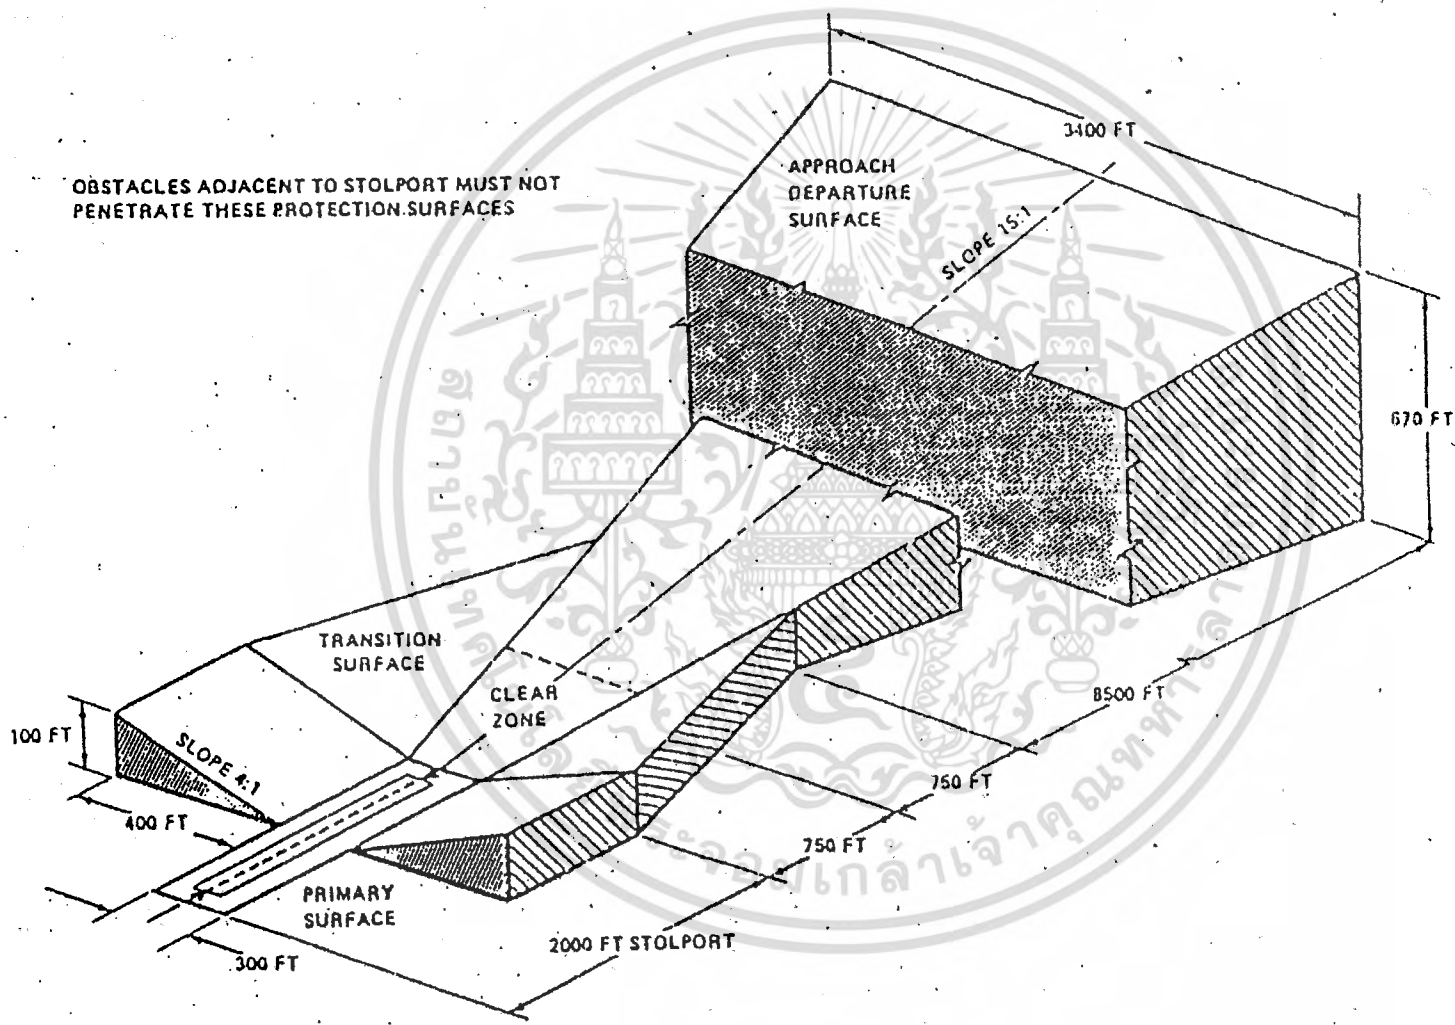 OBSTACLES ADJACENT TO STOLPORT MUST NOT
PENETRATE THESE PROTECTION SURFACES
3400 FT
APPROACH
DEPARTURE
SURFACE
SLOPE 15:1
670 FT
TRANSITION
SURFACE
CLEAR
ZONE
8500 FT
100 FT
SLOPE 4:1
750 FT
400 FT
750 FT
PRIMARY
SURFACE
2000 FT STOLPORT
300 FT